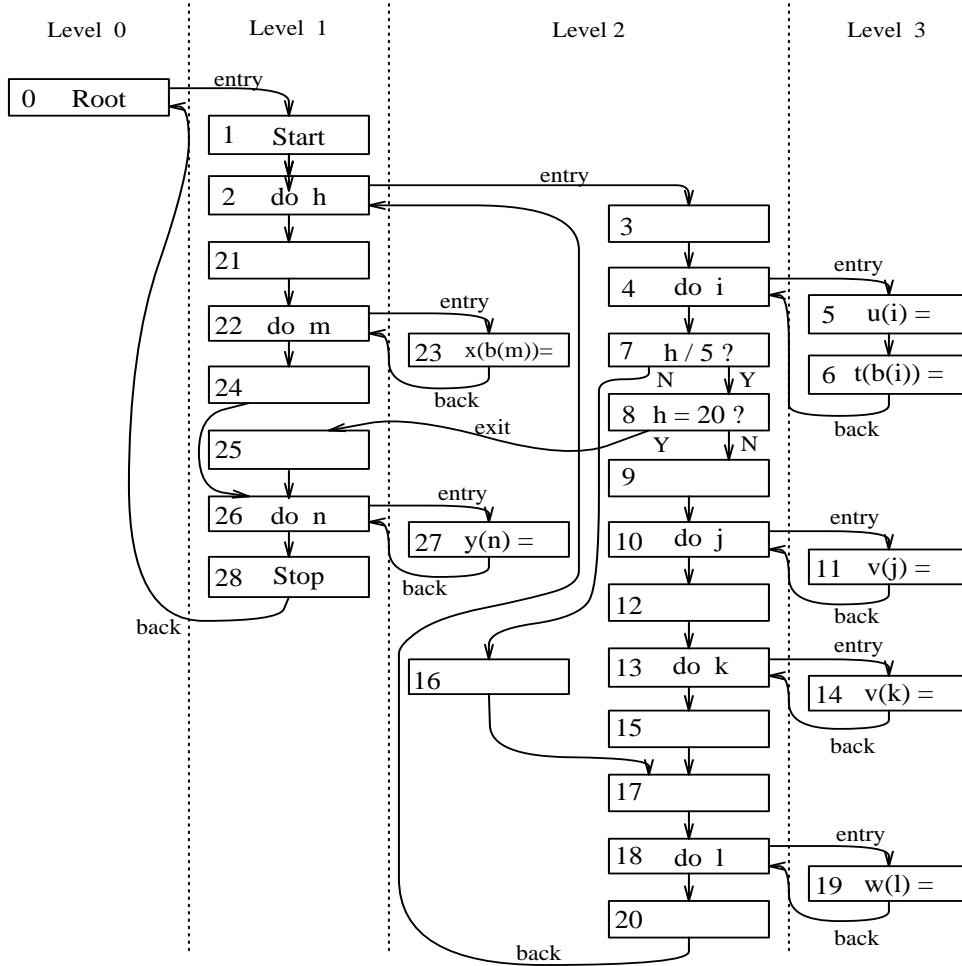 Level 0
Level 1
Level 2
Level 3
entry
0 Root
1 Start
entry
2 do h
3
21
entry
4 do i
entry
5 u(i) =
22 do m
23 x(b(m))=
7 h / 5 ?
6 t(b(i)) =
N Y
24
back
8 h = 20 ?
exit
back
25
Y N
9
entry
26 do n
entry
10 do j
27 y(n) =
11 v(j) =
28 Stop
back
back
12
back
entry
16
13 do k
14 v(k) =
15
back
17
entry
18 do l
19 w(l) =
20
back
back